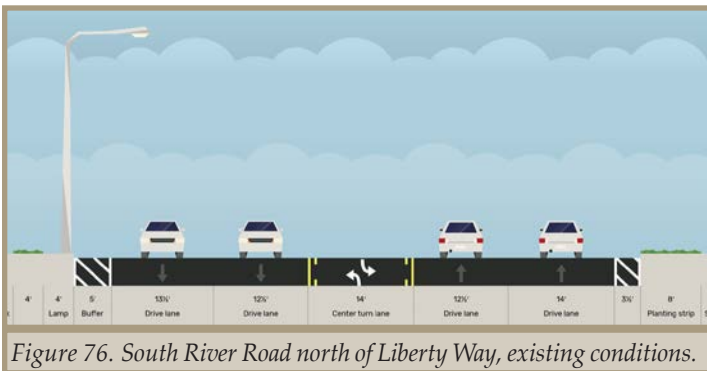 4' 4' 5' 13½' 12½' 14' 12½' 14' 3½' 8'
Lamp Buffer Drive lane Drive lane Center turn lane Drive lane Drive lane Planting strip
Figure 76. South River Road north of Liberty Way, existing conditions.